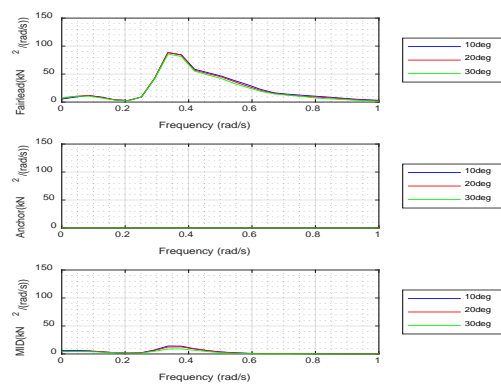 Fairlead(kN 2 /(rad/s))
150
100
50
0
0 0.2 0.4 0.6 0.8 1
Frequency (rad/s)
10deg
20deg
30deg
Anchor(kN 2 /(rad/s))
150
100
50
0
0 0.2 0.4 0.6 0.8 1
Frequency (rad/s)
10deg
20deg
30deg
MID(kN 2 /(rad/s))
150
100
50
0
0 0.2 0.4 0.6 0.8 1
Frequency (rad/s)
10deg
20deg
30deg